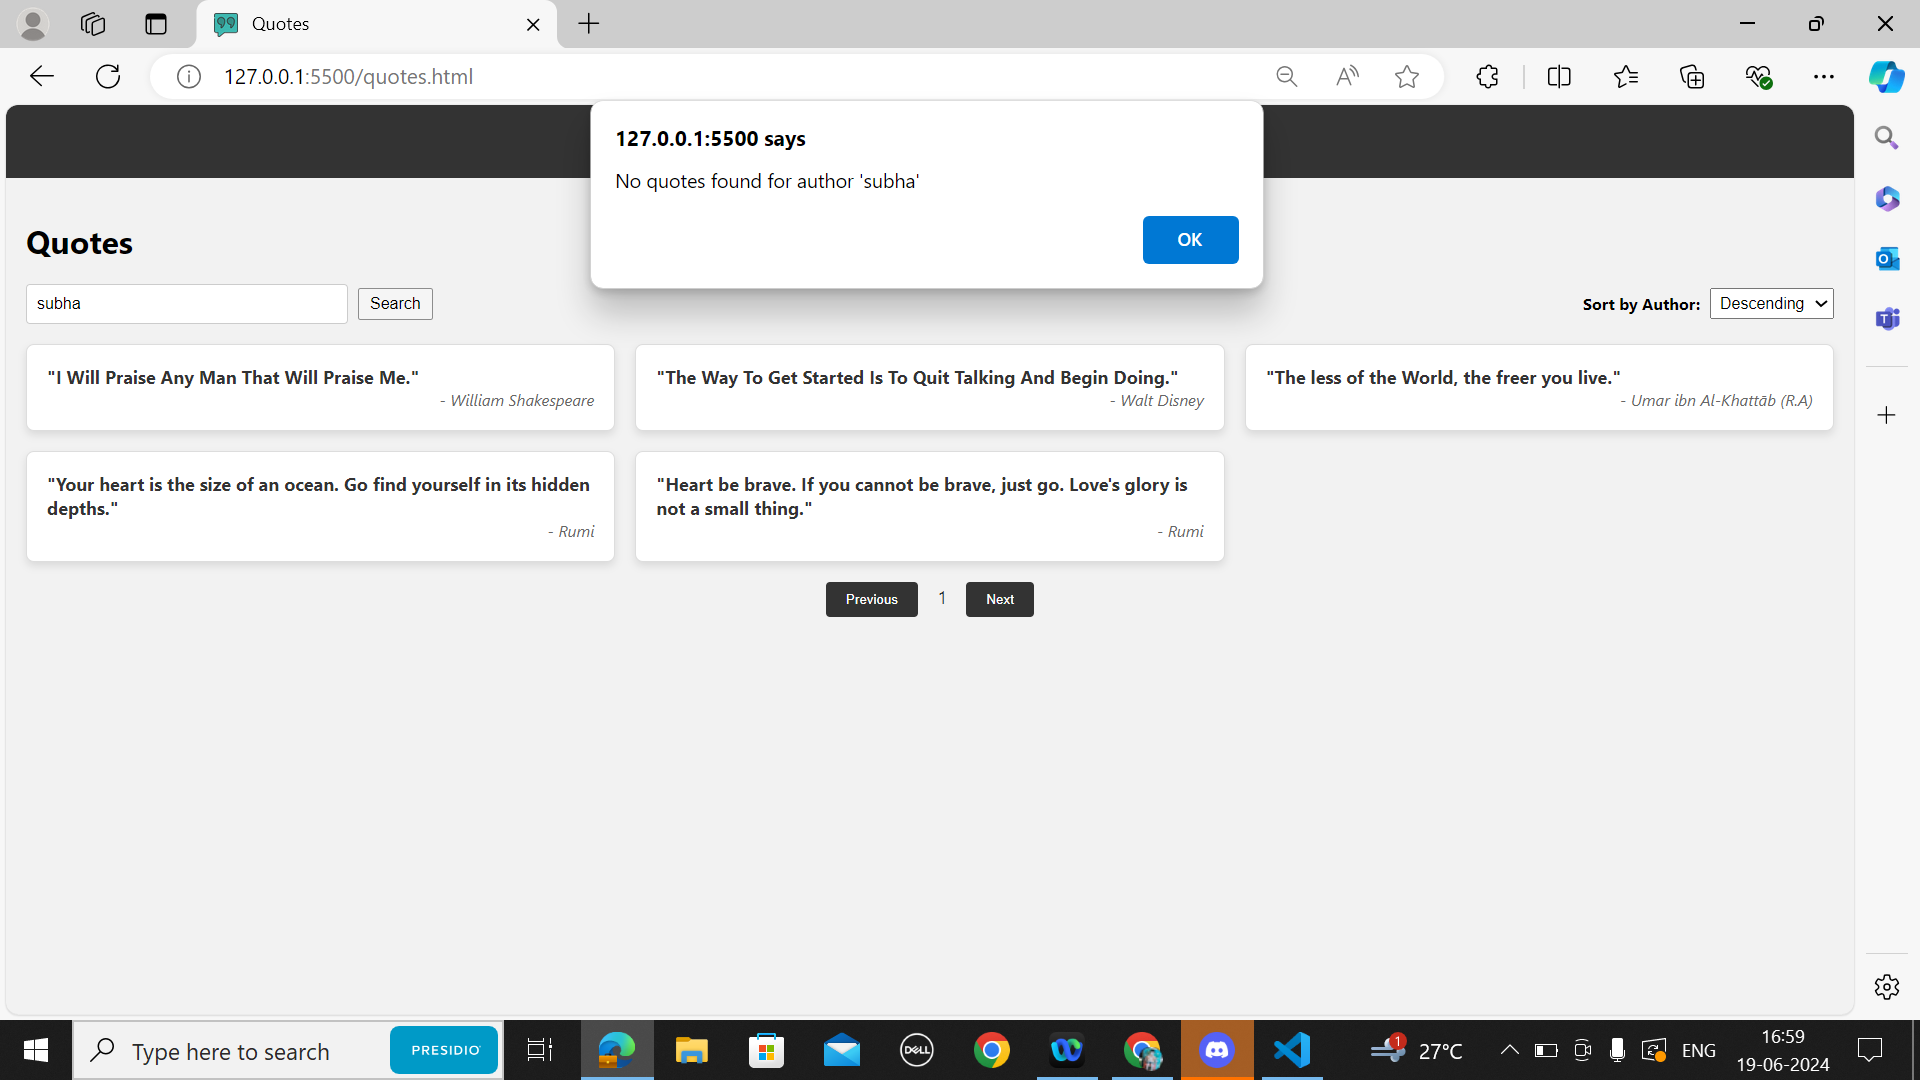 Quotes
127.0.0.1:5500/quotes.html
127.0.0.1:5500 says
No quotes found for author 'subha'
OK
Quotes
subha
Search
Sort by Author:
Descending
"I Will Praise Any Man That Will Praise Me."
- William Shakespeare
"The Way To Get Started Is To Quit Talking And Begin Doing."
- Walt Disney
"The less of the World, the freer you live."
- Umar ibn Al-Khattāb (R.A)
"Your heart is the size of an ocean. Go find yourself in its hidden
depths."
- Rumi
"Heart be brave. If you cannot be brave, just go. Love's glory is
not a small thing."
- Rumi
Previous
1
Next
Type here to search
PRESIDIO
DELL
1
27°C
ENG
16:59
19-06-2024